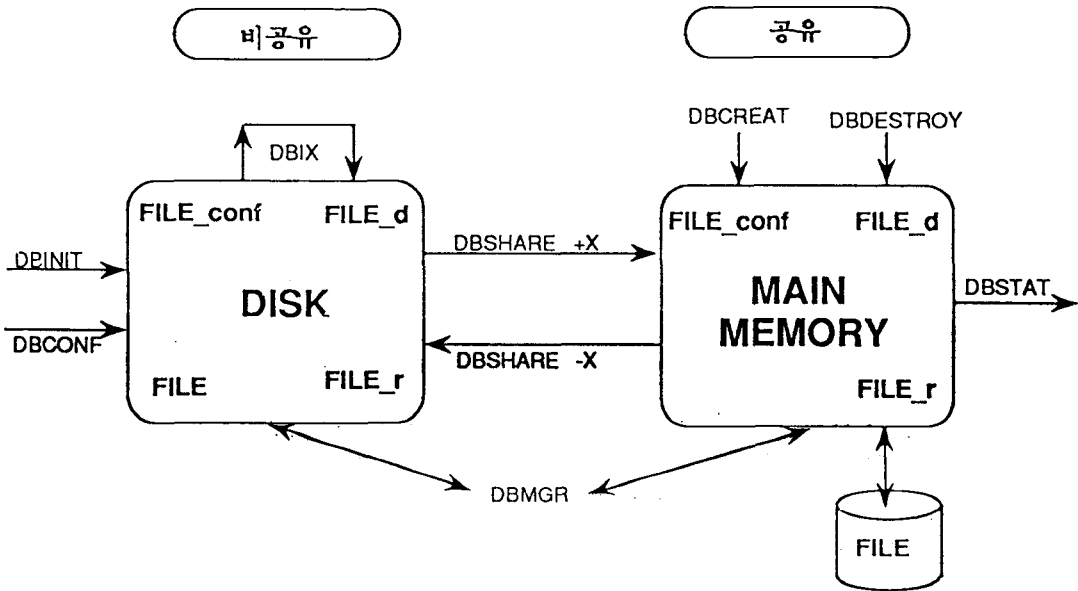 비공유
공유
DBCREAT
DBDESTROY
DBIX
FILE_conf
FILE_d
FILE_conf
FILE_d
DBINIT
DBSHARE +X
DISK
MAIN
MEMORY
DBSTAT
DBCONF
DBSHARE -X
FILE
FILE_r
FILE_r
DBMGR
FILE